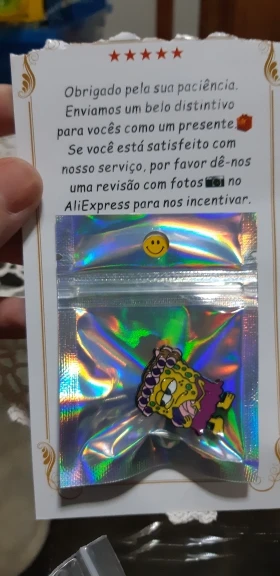 Obrigado pela sua paciência.
Enviamos um belo distintivo
para vocês como um presente.
Se você está satisfeito com
nosso serviço, por favor dê-nos
uma revisão com fotos no
AliExpress para nos incentivar.